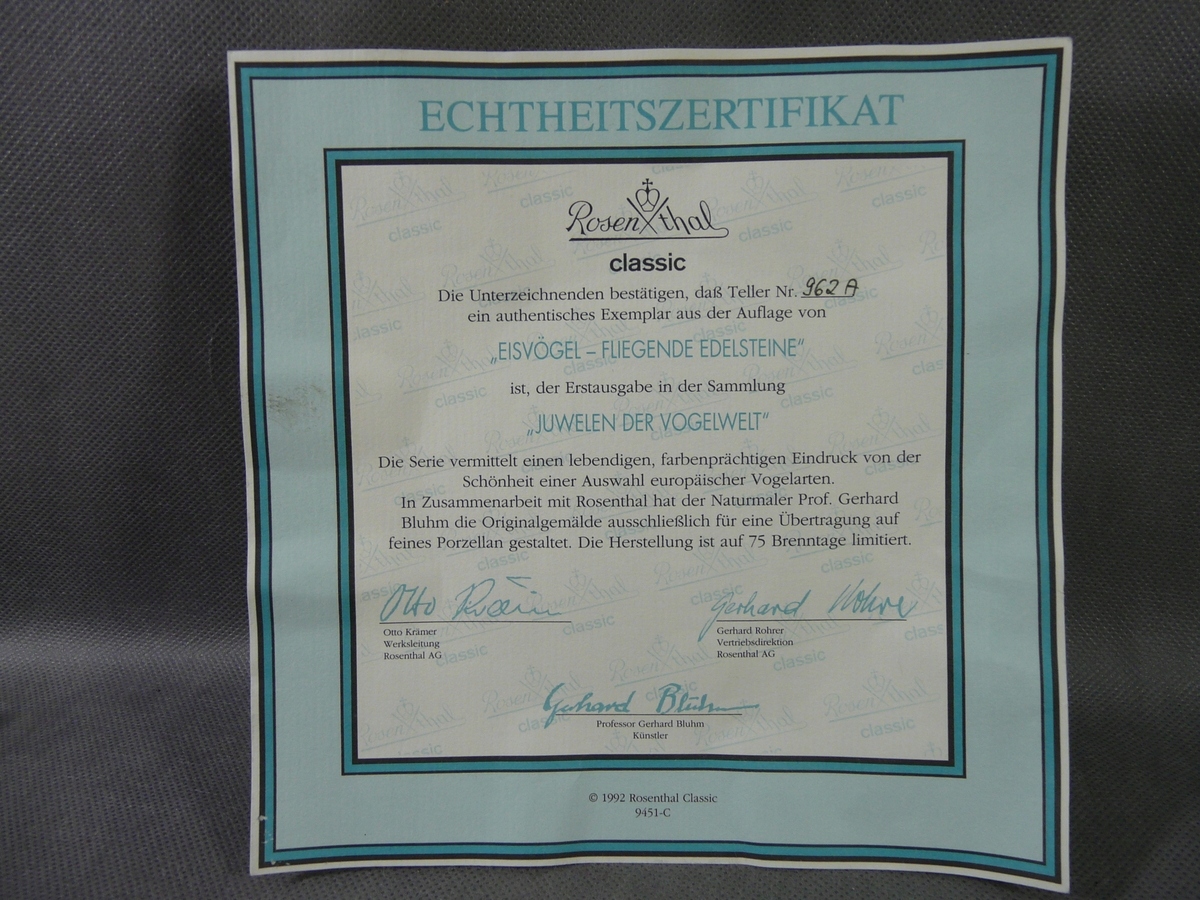 ECHTHEITSZERTIFIKAT
Rosenthal
classic
Die Unterzeichnenden bestätigen, daß Teller Nr. 962 A
ein authentisches Exemplar aus der Auflage von
„EISVÖGEL – FLIEGENDE EDELSTEINE“
ist, der Erstausgabe in der Sammlung
„JUWELEN DER VOGELWELT“
Die Serie vermittelt einen lebendigen, farbenprächtigen Eindruck von der
Schönheit einer Auswahl europäischer Vogelarten.
In Zusammenarbeit mit Rosenthal hat der Naturmaler Prof. Gerhard
Bluhm die Originalgemälde ausschließlich für eine Übertragung auf
feines Porzellan gestaltet. Die Herstellung ist auf 75 Brenntage limitiert.
Otto Krämer
Gerhard Rohrer
Otto Krämer
Werksleitung
Rosenthal AG
Gerhard Rohrer
Vertriebsdirektion
Rosenthal AG
Gerhard Bluhm
Professor Gerhard Bluhm
Künstler
© 1992 Rosenthal Classic
9451-C